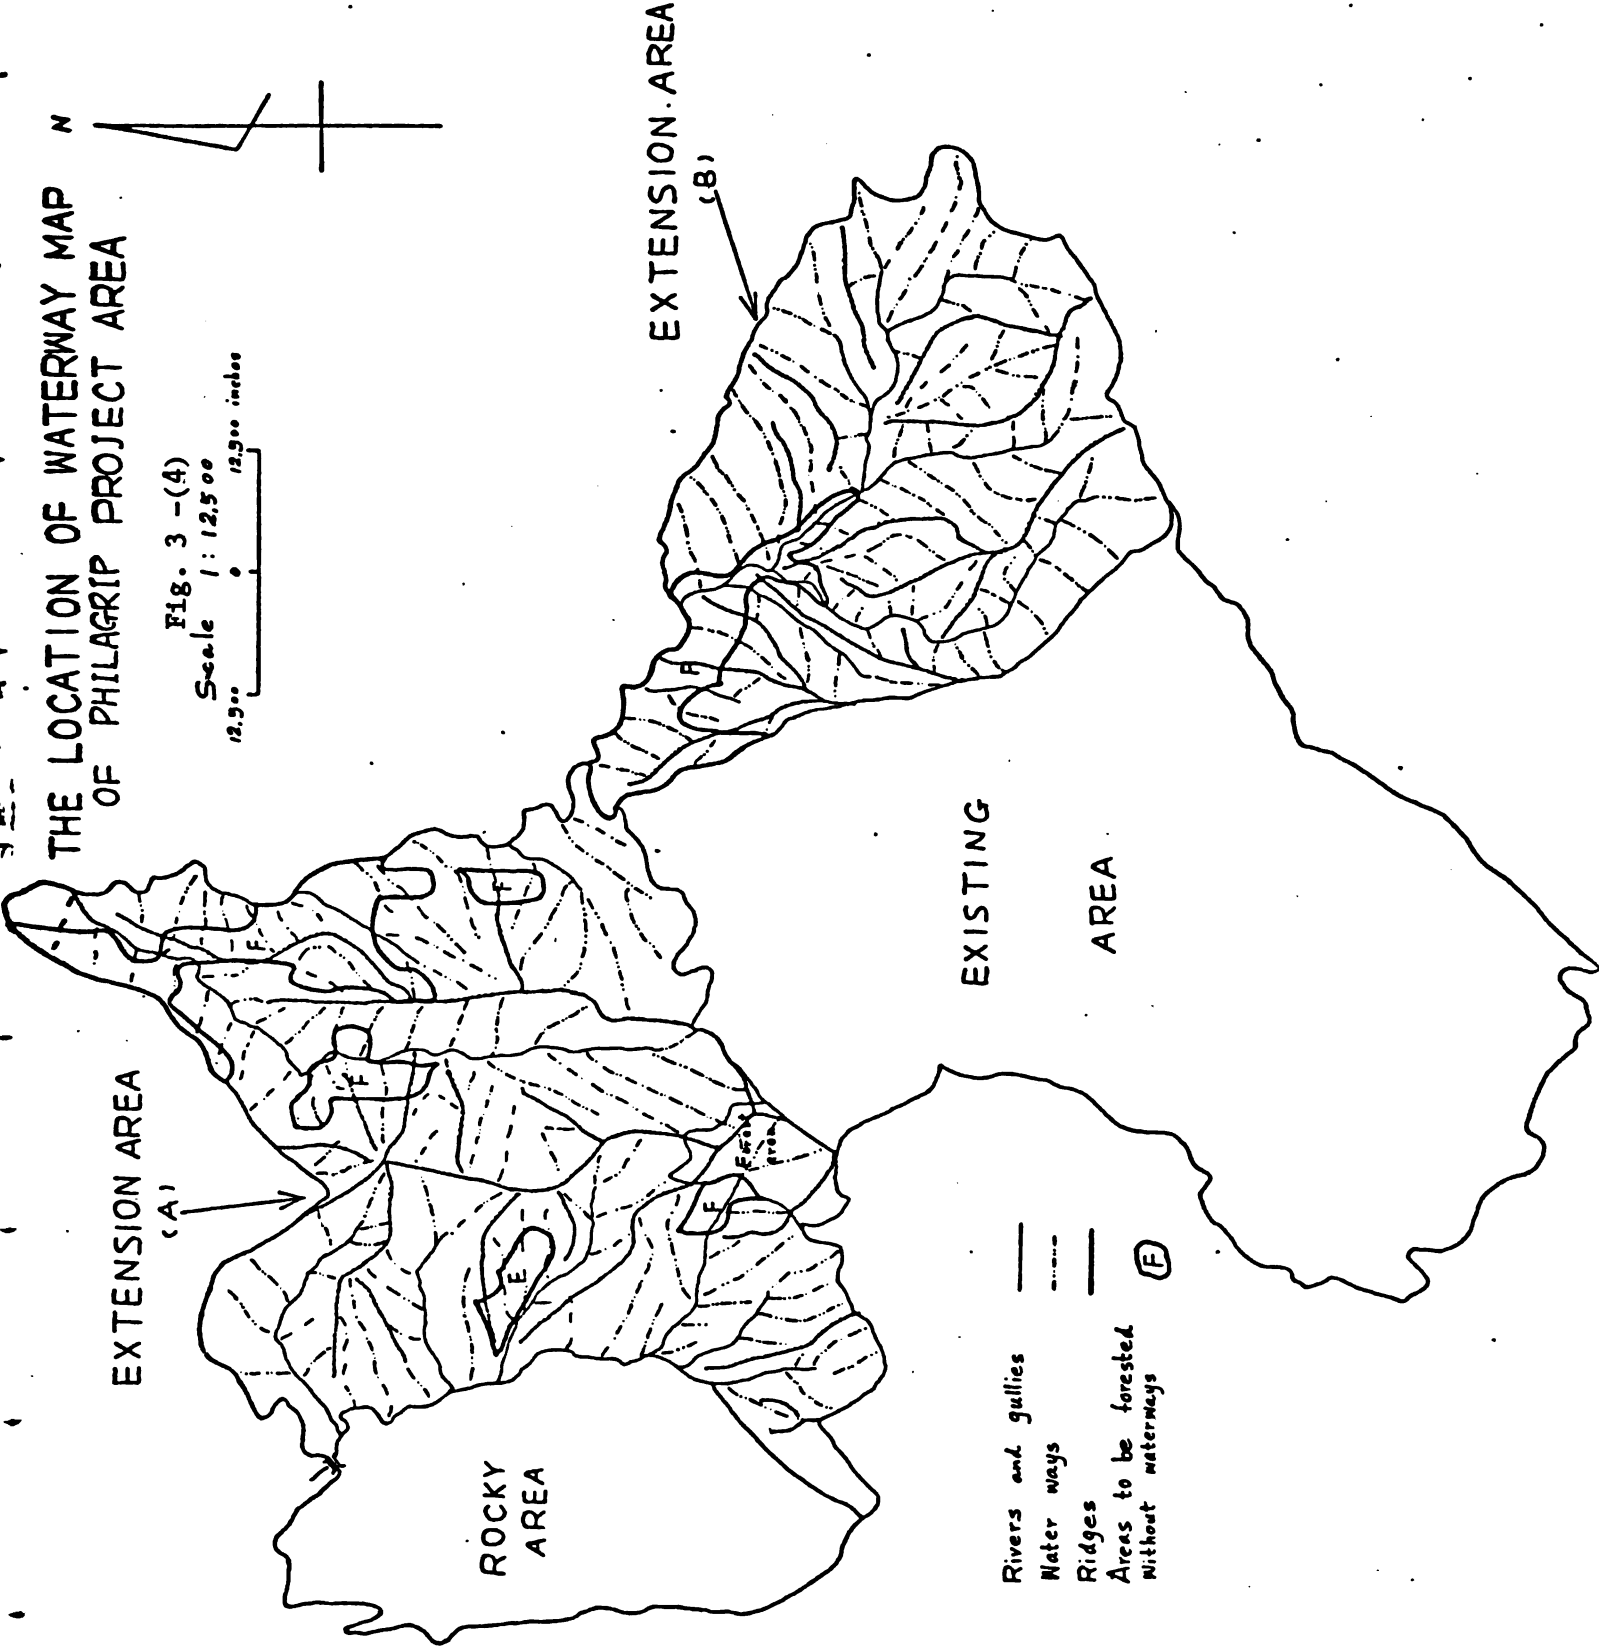 THE LOCATION OF WATERWAY MAP
OF PHILAGRIP PROJECT AREA
N
Fig. 3 -(4)
Scale 1:12,500
12.500 0 12.500 inches
EXTENSION AREA
(A)
EXTENSION.AREA
(B)
F
F
F
F
F
E
Forest
area
ROCKY
AREA
EXISTING
AREA
Rivers and gullies
Water ways
Ridges
Areas to be forested
without waterways
F